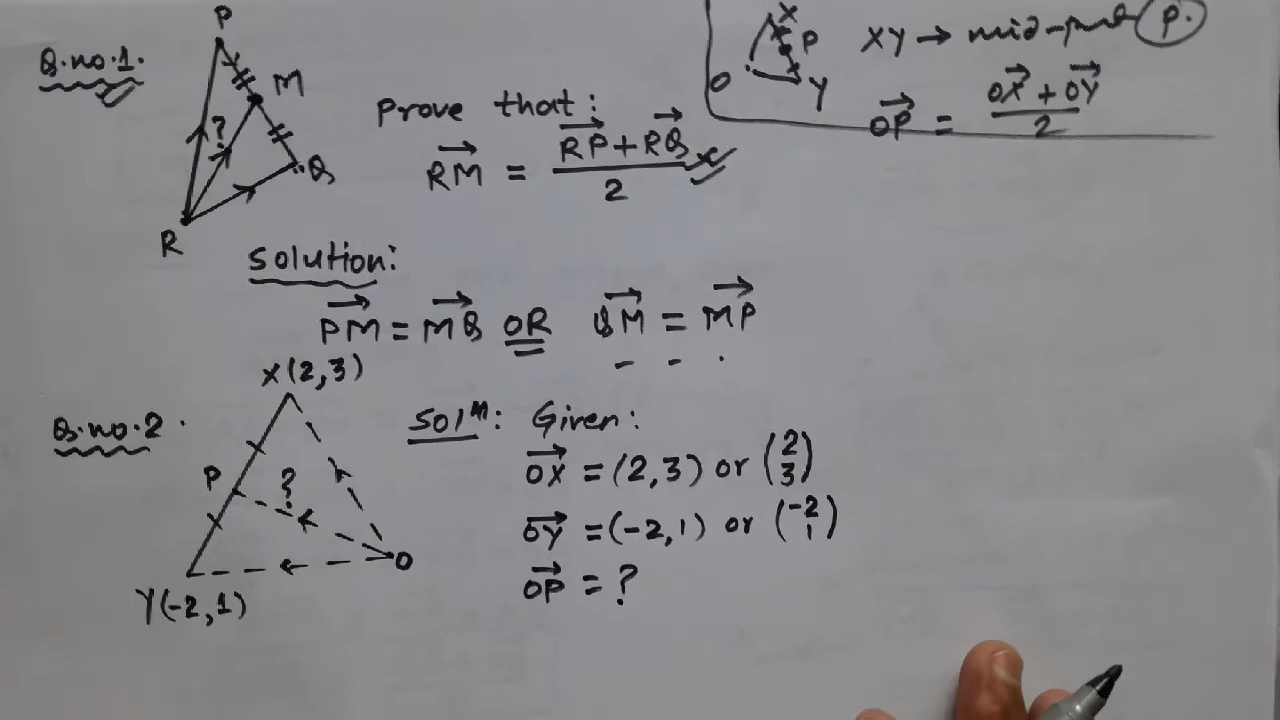 Q.no.1.
P
M
?
Q
R
Prove that:
RM = RP + RQ / 2
X
P
O
Y
XY → mid-point P.
OP = OX + OY / 2
Solution:
PM = MQ OR QM = MP
- - .
Q.no.2.
X(2,3)
P
?
O
Y(-2,1)
Solⁿ: Given:
OX = (2,3) or (2 3)
OY = (-2,1) or (-2 1)
OP = ?